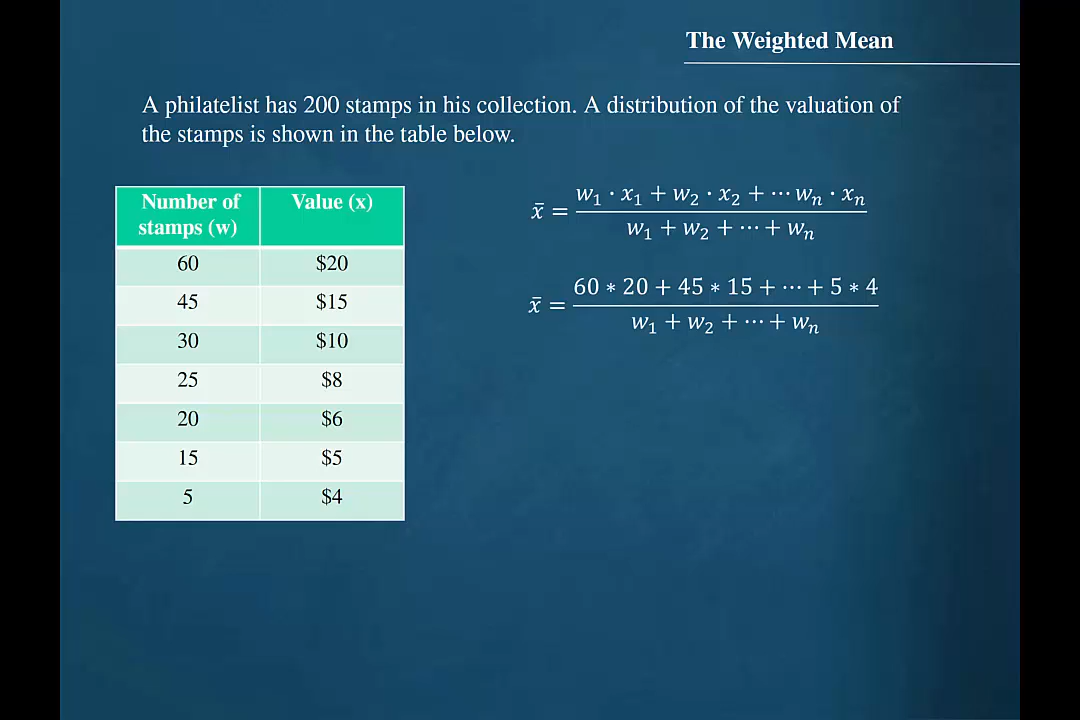 The Weighted Mean
A philatelist has 200 stamps in his collection. A distribution of the valuation of
the stamps is shown in the table below.
Number of stamps (w) Value (x)
60 $20
45 $15
30 $10
25 $8
20 $6
15 $5
5 $4
x̄ = (w₁ · x₁ + w₂ · x₂ + ⋯ wₙ · xₙ) / (w₁ + w₂ + ⋯ + wₙ)
x̄ = (60 ∗ 20 + 45 ∗ 15 + ⋯ + 5 ∗ 4) / (w₁ + w₂ + ⋯ + wₙ)